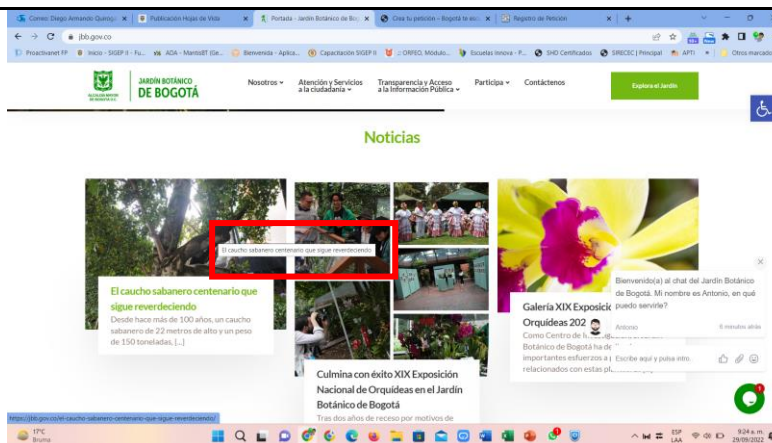 Correo: Diego Armando Quiroga
Publicación Hojas de Vida
Portada - Jardín Botánico de Bog
Crea tu petición - Bogotá te esc
Registro de Petición
jbb.gov.co
Proactivanet FP
Inicio - SIGEP II - Fu...
ADA - MantisBT (Ge...
Bienvenida - Aplica...
Capacitación SIGEP II
.:: ORFEO, Módulo...
Escuelas Innova - P...
SHD Certificados
SIRECEC | Principal
APTI
Otros marcado
ALCALDÍA MAYOR
DE BOGOTÁ D.C.
JARDÍN BOTÁNICO
DE BOGOTÁ
Nosotros
Atención y Servicios
a la ciudadanía
Transparencia y Acceso
a la Información Pública
Participa
Contáctenos
Explora el Jardín
Noticias
El caucho sabanero centenario que sigue reverdeciendo
El caucho sabanero centenario que
sigue reverdeciendo
Desde hace más de 100 años, un caucho
sabanero de 22 metros de alto y un peso
de 150 toneladas, [...]
Culmina con éxito XIX Exposición
Nacional de Orquídeas en el Jardín
Botánico de Bogotá
Tras dos años de receso por motivos de
Galería XIX Exposic
Orquídeas 202
Como Centro de
Botánico de Bogotá ha de
importantes esfuerzos a
relacionados con estas
Bienvenido(a) al chat del Jardín Botánico
de Bogotá. Mi nombre es Antonio, en qué
puedo servirle?
Antonio
6 minutos atrás
Escribe aquí y pulsa intro.
1
https://jbb.gov.co/el-caucho-sabanero-centenario-que-sigue-reverdeciendo/
17°C
Bruma
ESP
LAA
9:24 a. m.
29/09/2022